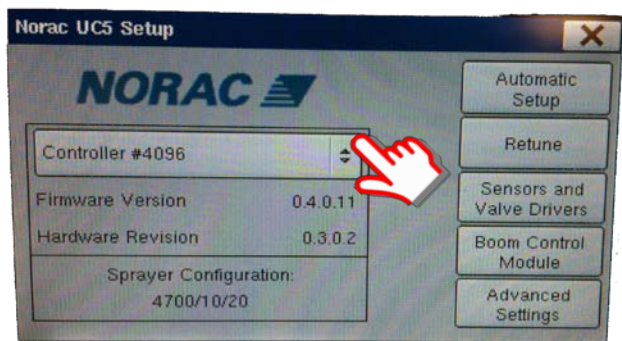 Norac UC5 Setup
NORAC
Controller #4096
Firmware Version 0.4.0.11
Hardware Revision 0.3.0.2
Sprayer Configuration:
4700/10/20
Automatic
Setup
Retune
Sensors and
Valve Drivers
Boom Control
Module
Advanced
Settings